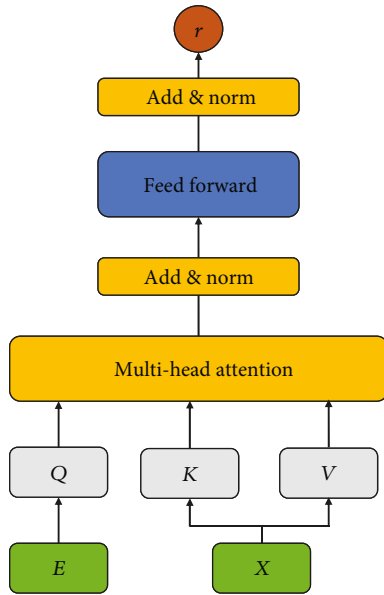 r
Add & norm
Feed forward
Add & norm
Multi-head attention
Q K V
E X